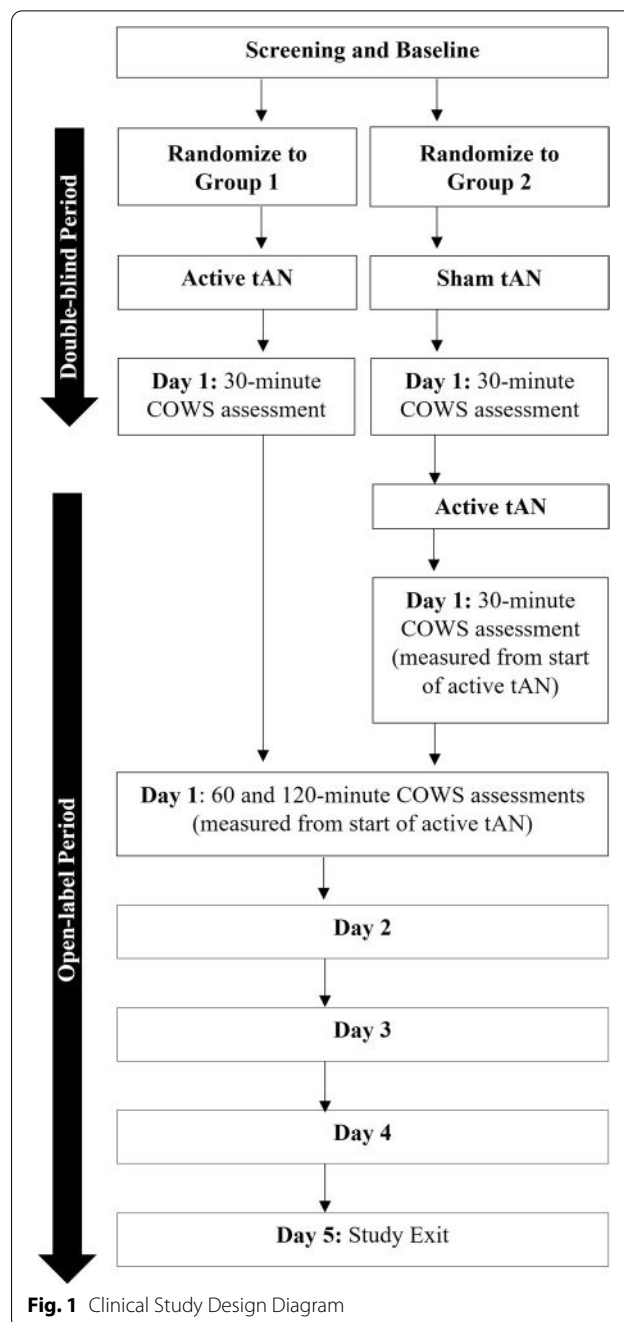 Screening and Baseline
Double-blind Period
Randomize to
Group 1
Randomize to
Group 2
Active tAN
Sham tAN
Day 1: 30-minute
COWS assessment
Day 1: 30-minute
COWS assessment
Open-label Period
Active tAN
Day 1: 30-minute
COWS assessment
(measured from start
of active tAN)
Day 1: 60 and 120-minute COWS assessments
(measured from start of active tAN)
Day 2
Day 3
Day 4
Day 5: Study Exit
Fig. 1 Clinical Study Design Diagram